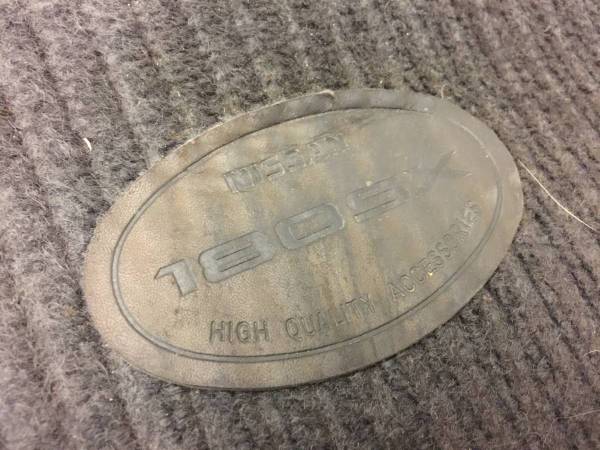 NISSAN
180SX
HIGH QUALITY ACCESSORIES